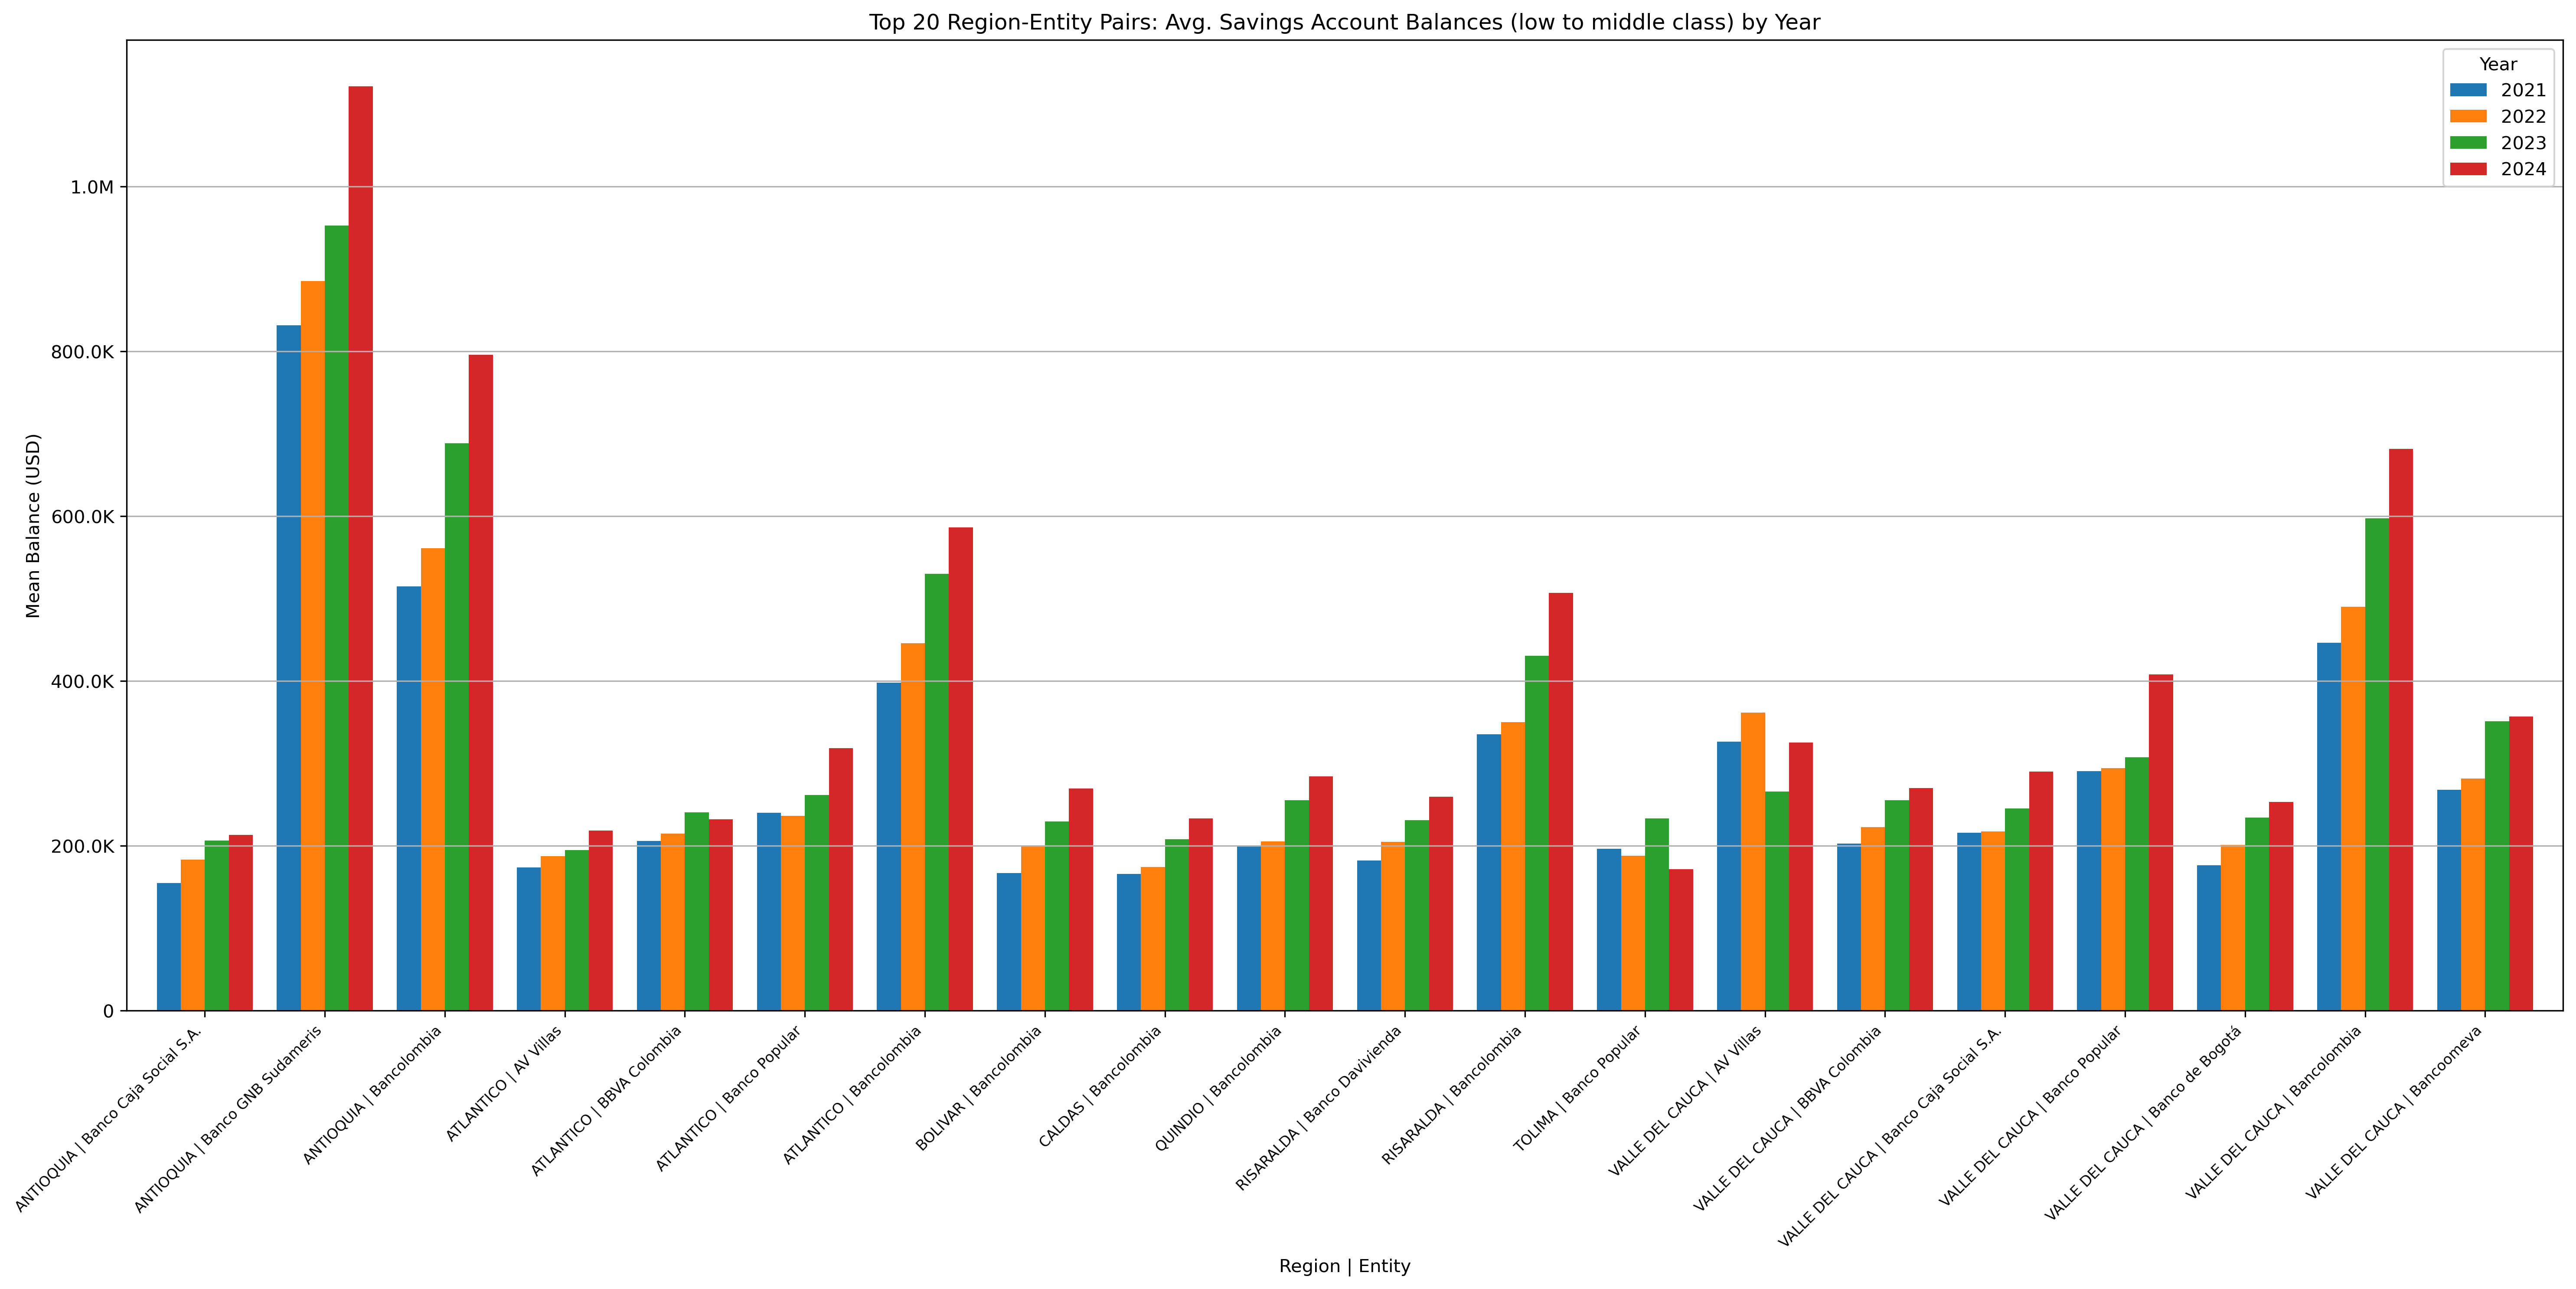 Top 20 Region-Entity Pairs: Avg. Savings Account Balances (low to middle class) by Year
Year
2021
2022
2023
2024
Mean Balance (USD)
1.0M
800.0K
600.0K
400.0K
200.0K
0
ANTIOQUIA | Banco Caja Social S.A.
ANTIOQUIA | Banco GNB Sudameris
ANTIOQUIA | Bancolombia
ATLANTICO | AV Villas
ATLANTICO | BBVA Colombia
ATLANTICO | Banco Popular
ATLANTICO | Bancolombia
BOLIVAR | Bancolombia
CALDAS | Bancolombia
QUINDIO | Bancolombia
RISARALDA | Banco Davivienda
RISARALDA | Bancolombia
TOLIMA | Banco Popular
VALLE DEL CAUCA | AV Villas
VALLE DEL CAUCA | BBVA Colombia
VALLE DEL CAUCA | Banco Caja Social S.A.
VALLE DEL CAUCA | Banco Popular
VALLE DEL CAUCA | Banco de Bogotá
VALLE DEL CAUCA | Bancolombia
VALLE DEL CAUCA | Bancoomeva
Region | Entity